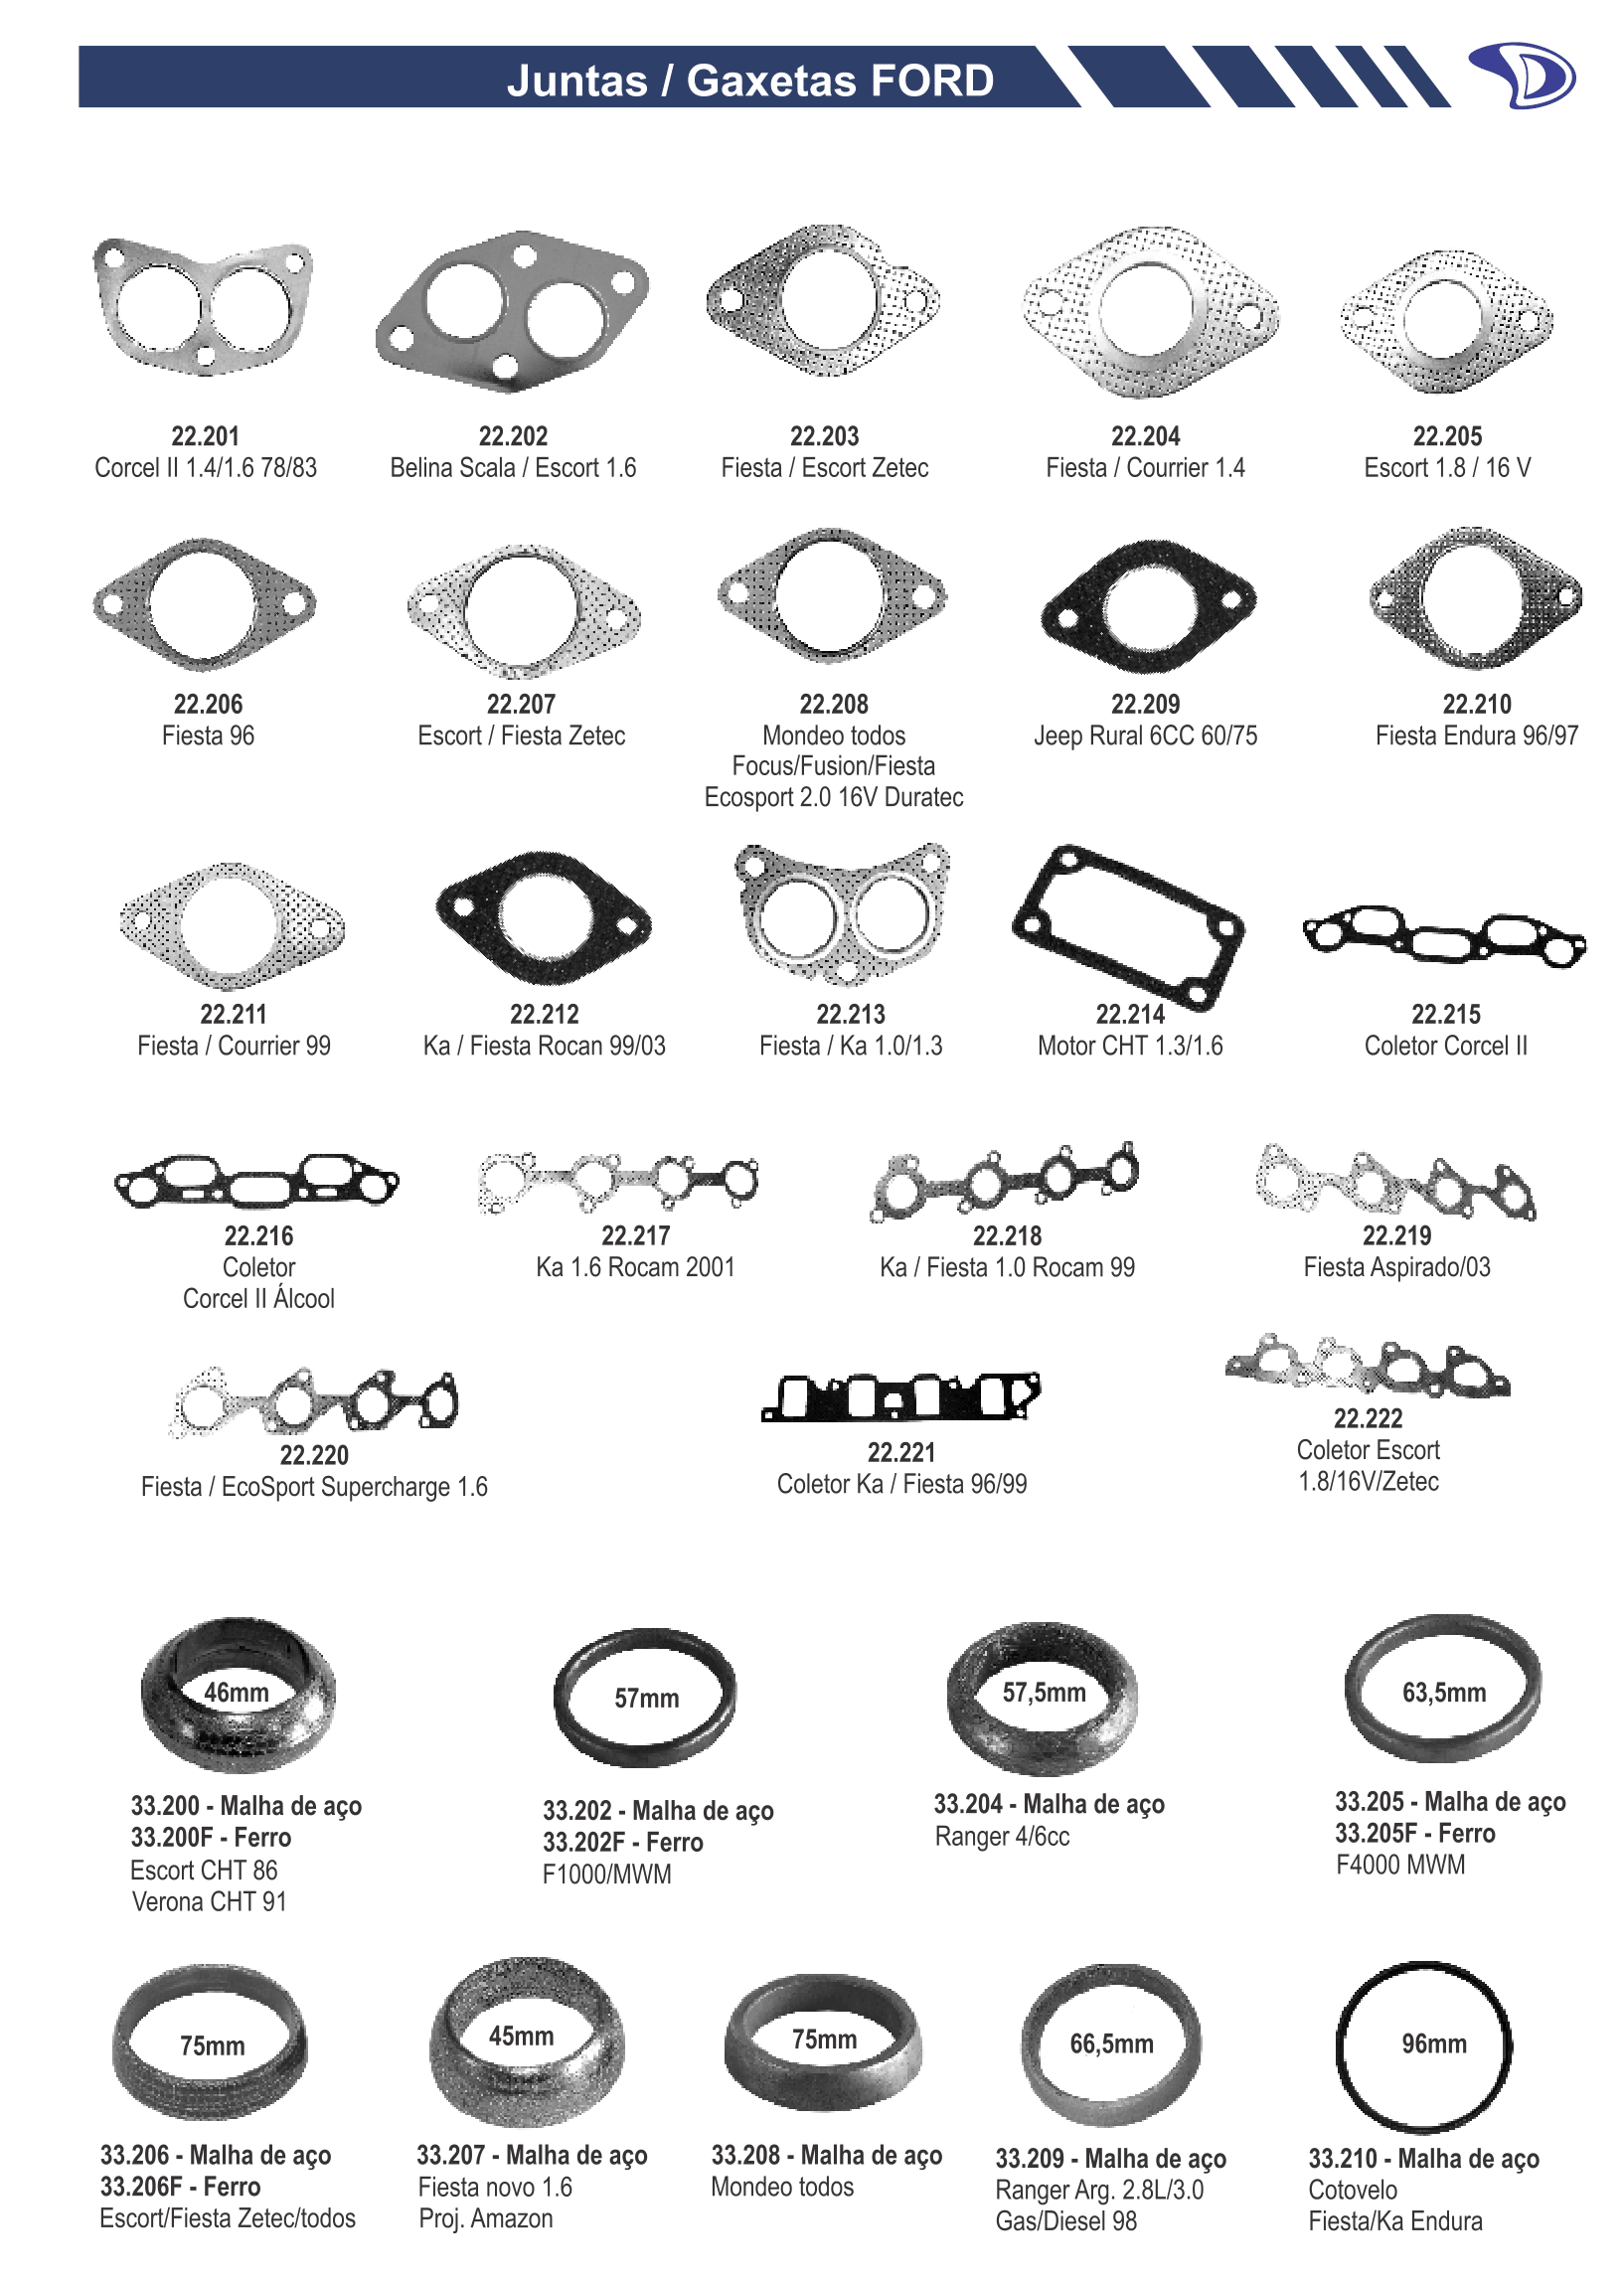 Juntas / Gaxetas FORD
22.201
Corcel II 1.4/1.6 78/83
22.202
Belina Scala / Escort 1.6
22.203
Fiesta / Escort Zetec
22.204
Fiesta / Courrier 1.4
22.205
Escort 1.8 / 16 V
22.206
Fiesta 96
22.207
Escort / Fiesta Zetec
22.208
Mondeo todos
Focus/Fusion/Fiesta
Ecosport 2.0 16V Duratec
22.209
Jeep Rural 6CC 60/75
22.210
Fiesta Endura 96/97
22.211
Fiesta / Courrier 99
22.212
Ka / Fiesta Rocan 99/03
22.213
Fiesta / Ka 1.0/1.3
22.214
Motor CHT 1.3/1.6
22.215
Coletor Corcel II
22.216
Coletor
Corcel II Álcool
22.217
Ka 1.6 Rocam 2001
22.218
Ka / Fiesta 1.0 Rocam 99
22.219
Fiesta Aspirado/03
22.220
Fiesta / EcoSport Supercharge 1.6
22.221
Coletor Ka / Fiesta 96/99
22.222
Coletor Escort
1.8/16V/Zetec
46mm
33.200 - Malha de aço
33.200F - Ferro
Escort CHT 86
Verona CHT 91
57mm
33.202 - Malha de aço
33.202F - Ferro
F1000/MWM
57,5mm
33.204 - Malha de aço
Ranger 4/6cc
63,5mm
33.205 - Malha de aço
33.205F - Ferro
F4000 MWM
75mm
33.206 - Malha de aço
33.206F - Ferro
Escort/Fiesta Zetec/todos
45mm
33.207 - Malha de aço
Fiesta novo 1.6
Proj. Amazon
75mm
33.208 - Malha de aço
Mondeo todos
66,5mm
33.209 - Malha de aço
Ranger Arg. 2.8L/3.0
Gas/Diesel 98
96mm
33.210 - Malha de aço
Cotovelo
Fiesta/Ka Endura